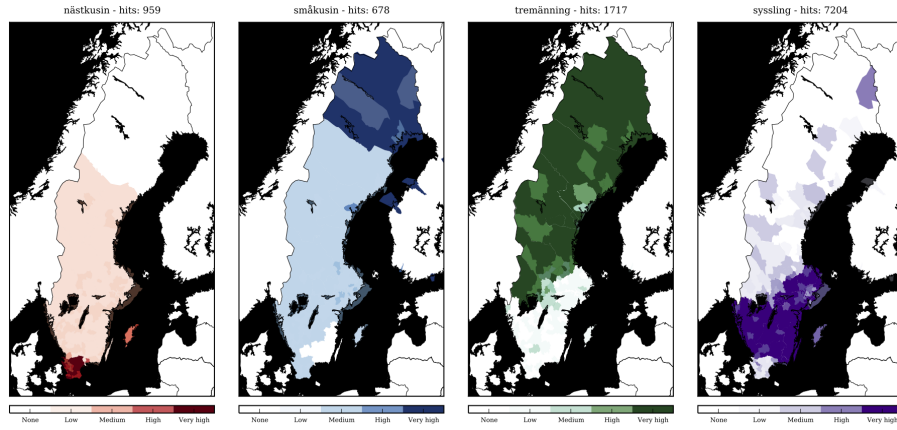 nästkusin - hits: 959
småkusin - hits: 678
tremänning - hits: 1717
syssling - hits: 7204
None Low Medium High Very high
None Low Medium High Very high
None Low Medium High Very high
None Low Medium High Very high